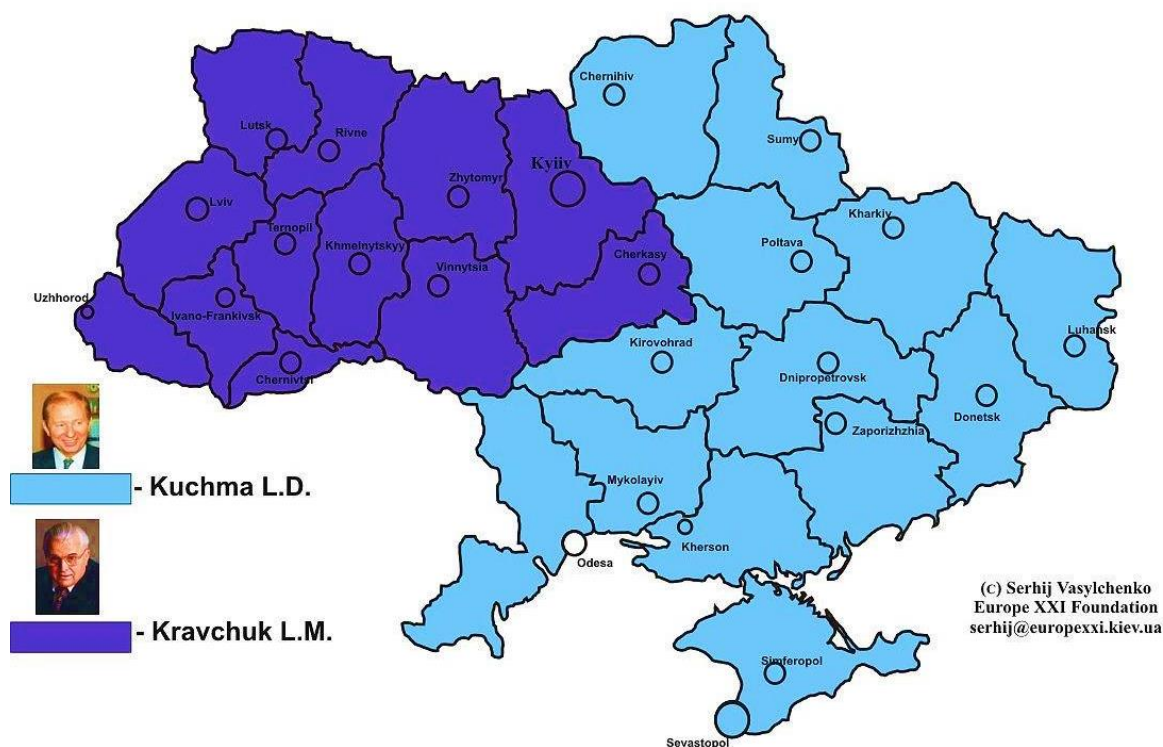 Chernihiv
Sumy
Lutsk
Rivne
Kyiiv
Zhytomyr
Lviv
Ternopil
Khmelnytskyy
Kharkiv
Poltava
Cherkasy
Vinnytsia
Uzhhorod
Ivano-Frankivsk
Chernivtsi
Kirovohrad
Luhansk
Dnipropetrovsk
Donetsk
Zaporizhzhia
Mykolayiv
Kherson
Odesa
Simferopol
Sevastopol
- Kuchma L.D.
- Kravchuk L.M.
(C) Serhij Vasylchenko
Europe XXI Foundation
serhij@europexxi.kiev.ua